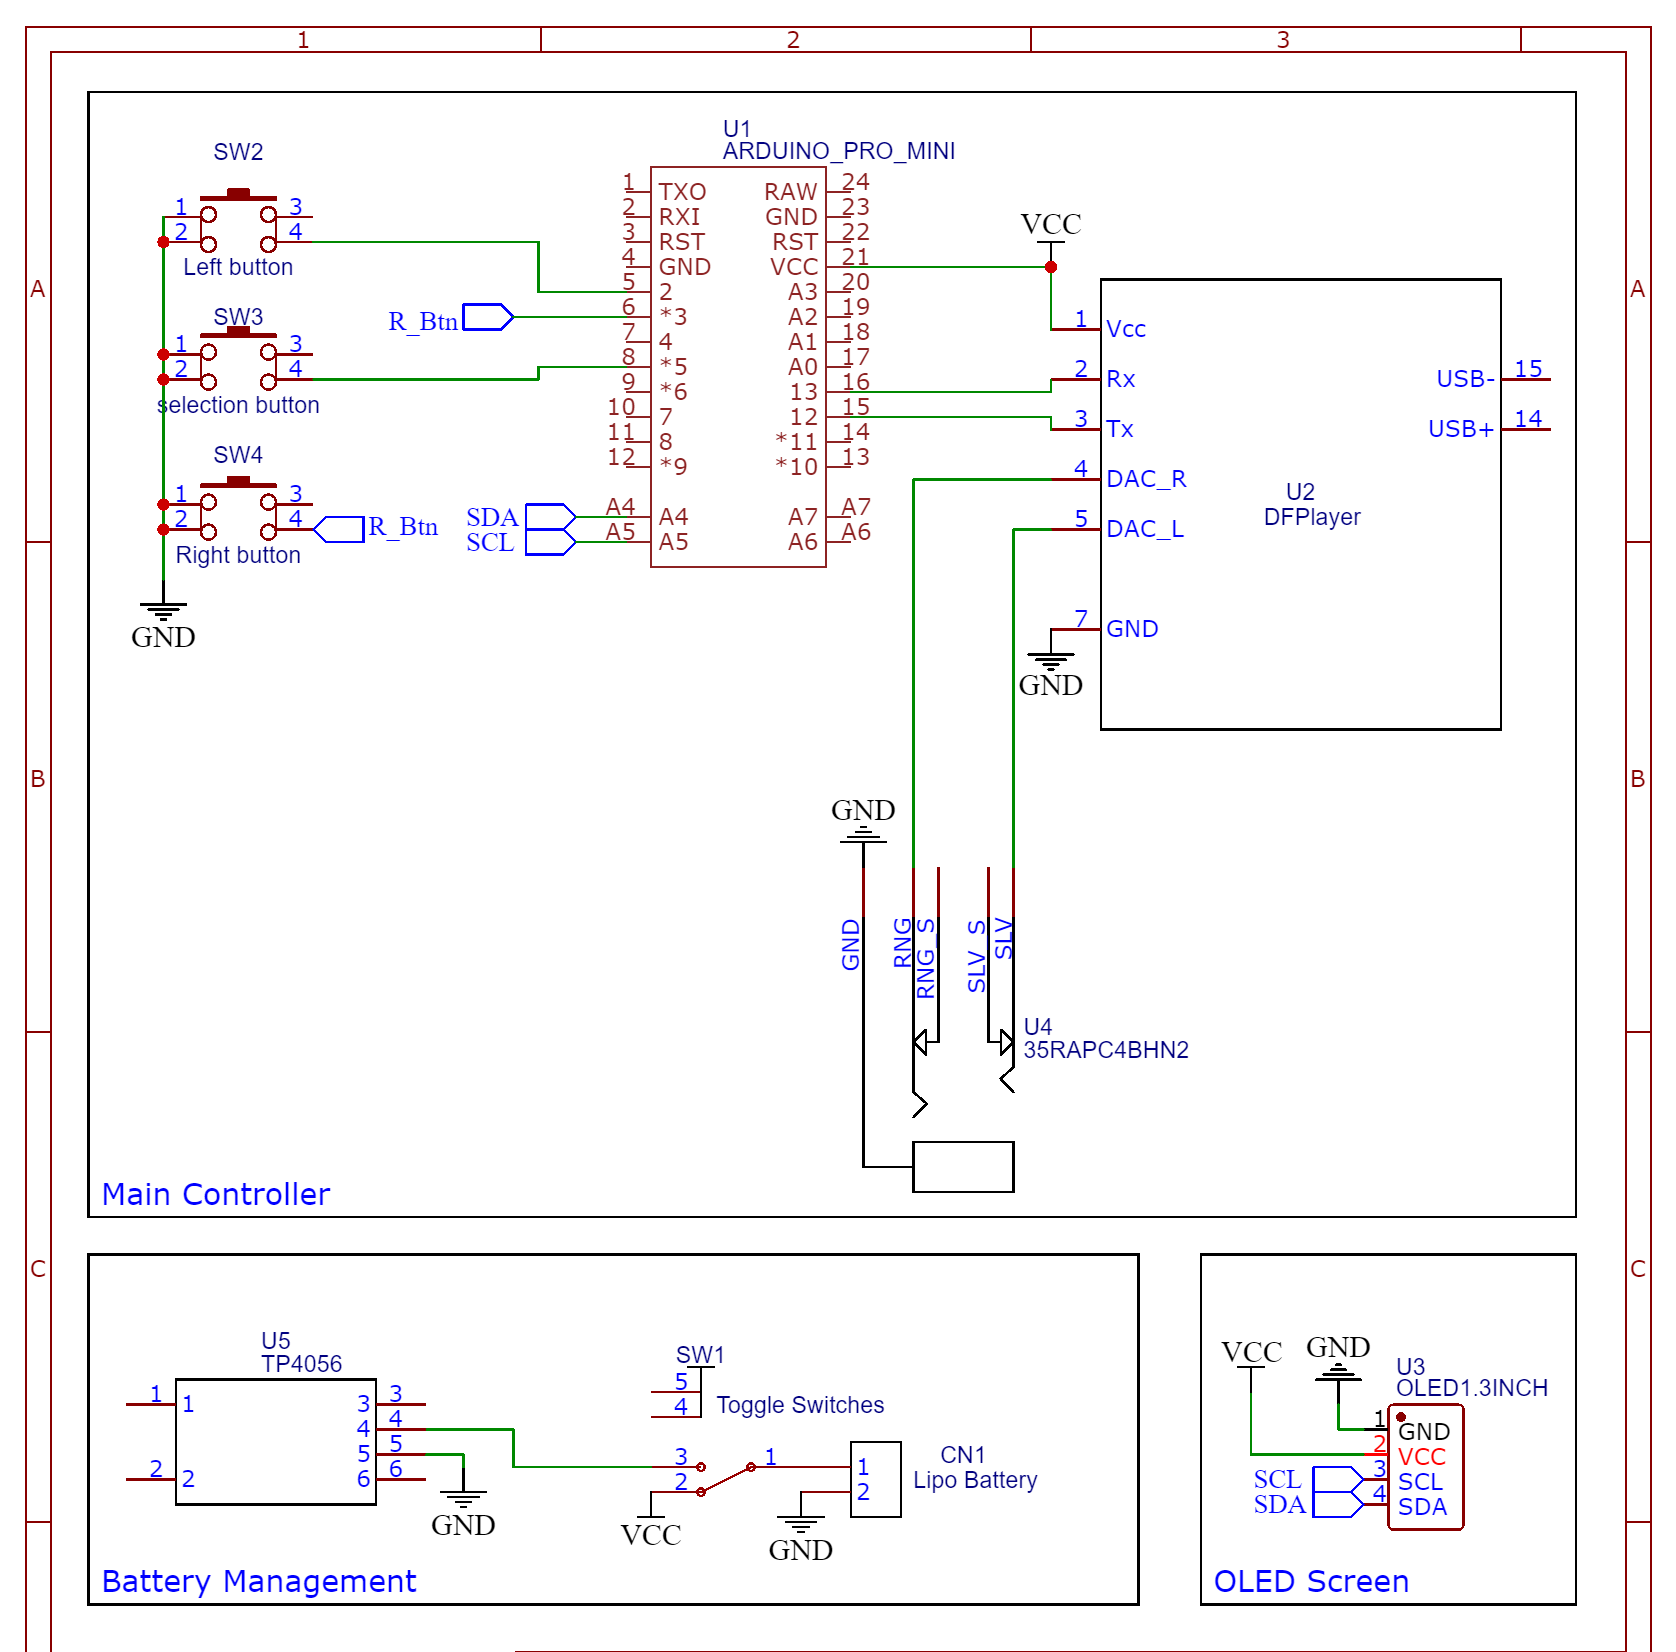 1 2 3
A A
B B
C C
SW2
1 3
2 4
Left button
SW3
1 3
2 4
selection button
SW4
1 3
2 4
Right button
R_Btn
GND
R_Btn
SDA
SCL
U1
ARDUINO_PRO_MINI
1 TXO RAW 24
2 RXI GND 23
3 RST RST 22
4 GND VCC 21
5 2 A3 20
6 *3 A2 19
7 4 A1 18
8 *5 A0 17
9 *6 13 16
10 7 12 15
11 8 *11 14
12 *9 *10 13
A4 A4 A7 A7
A5 A5 A6 A6
VCC
1 Vcc
2 Rx USB- 15
3 Tx USB+ 14
4 DAC_R
5 DAC_L
7 GND
U2
DFPlayer
GND
GND
GND
RNG
RNG_S
SLV_S
SLV
U4
35RAPC4BHN2
Main Controller
U5
TP4056
1 1 3 3
4 4
5 5
2 2 6 6
GND
SW1
5
4
Toggle Switches
3 1
2
VCC
1
2
CN1
Lipo Battery
GND
Battery Management
VCC
GND
U3
OLED1.3INCH
1 GND
2 VCC
SCL 3 SCL
SDA 4 SDA
OLED Screen